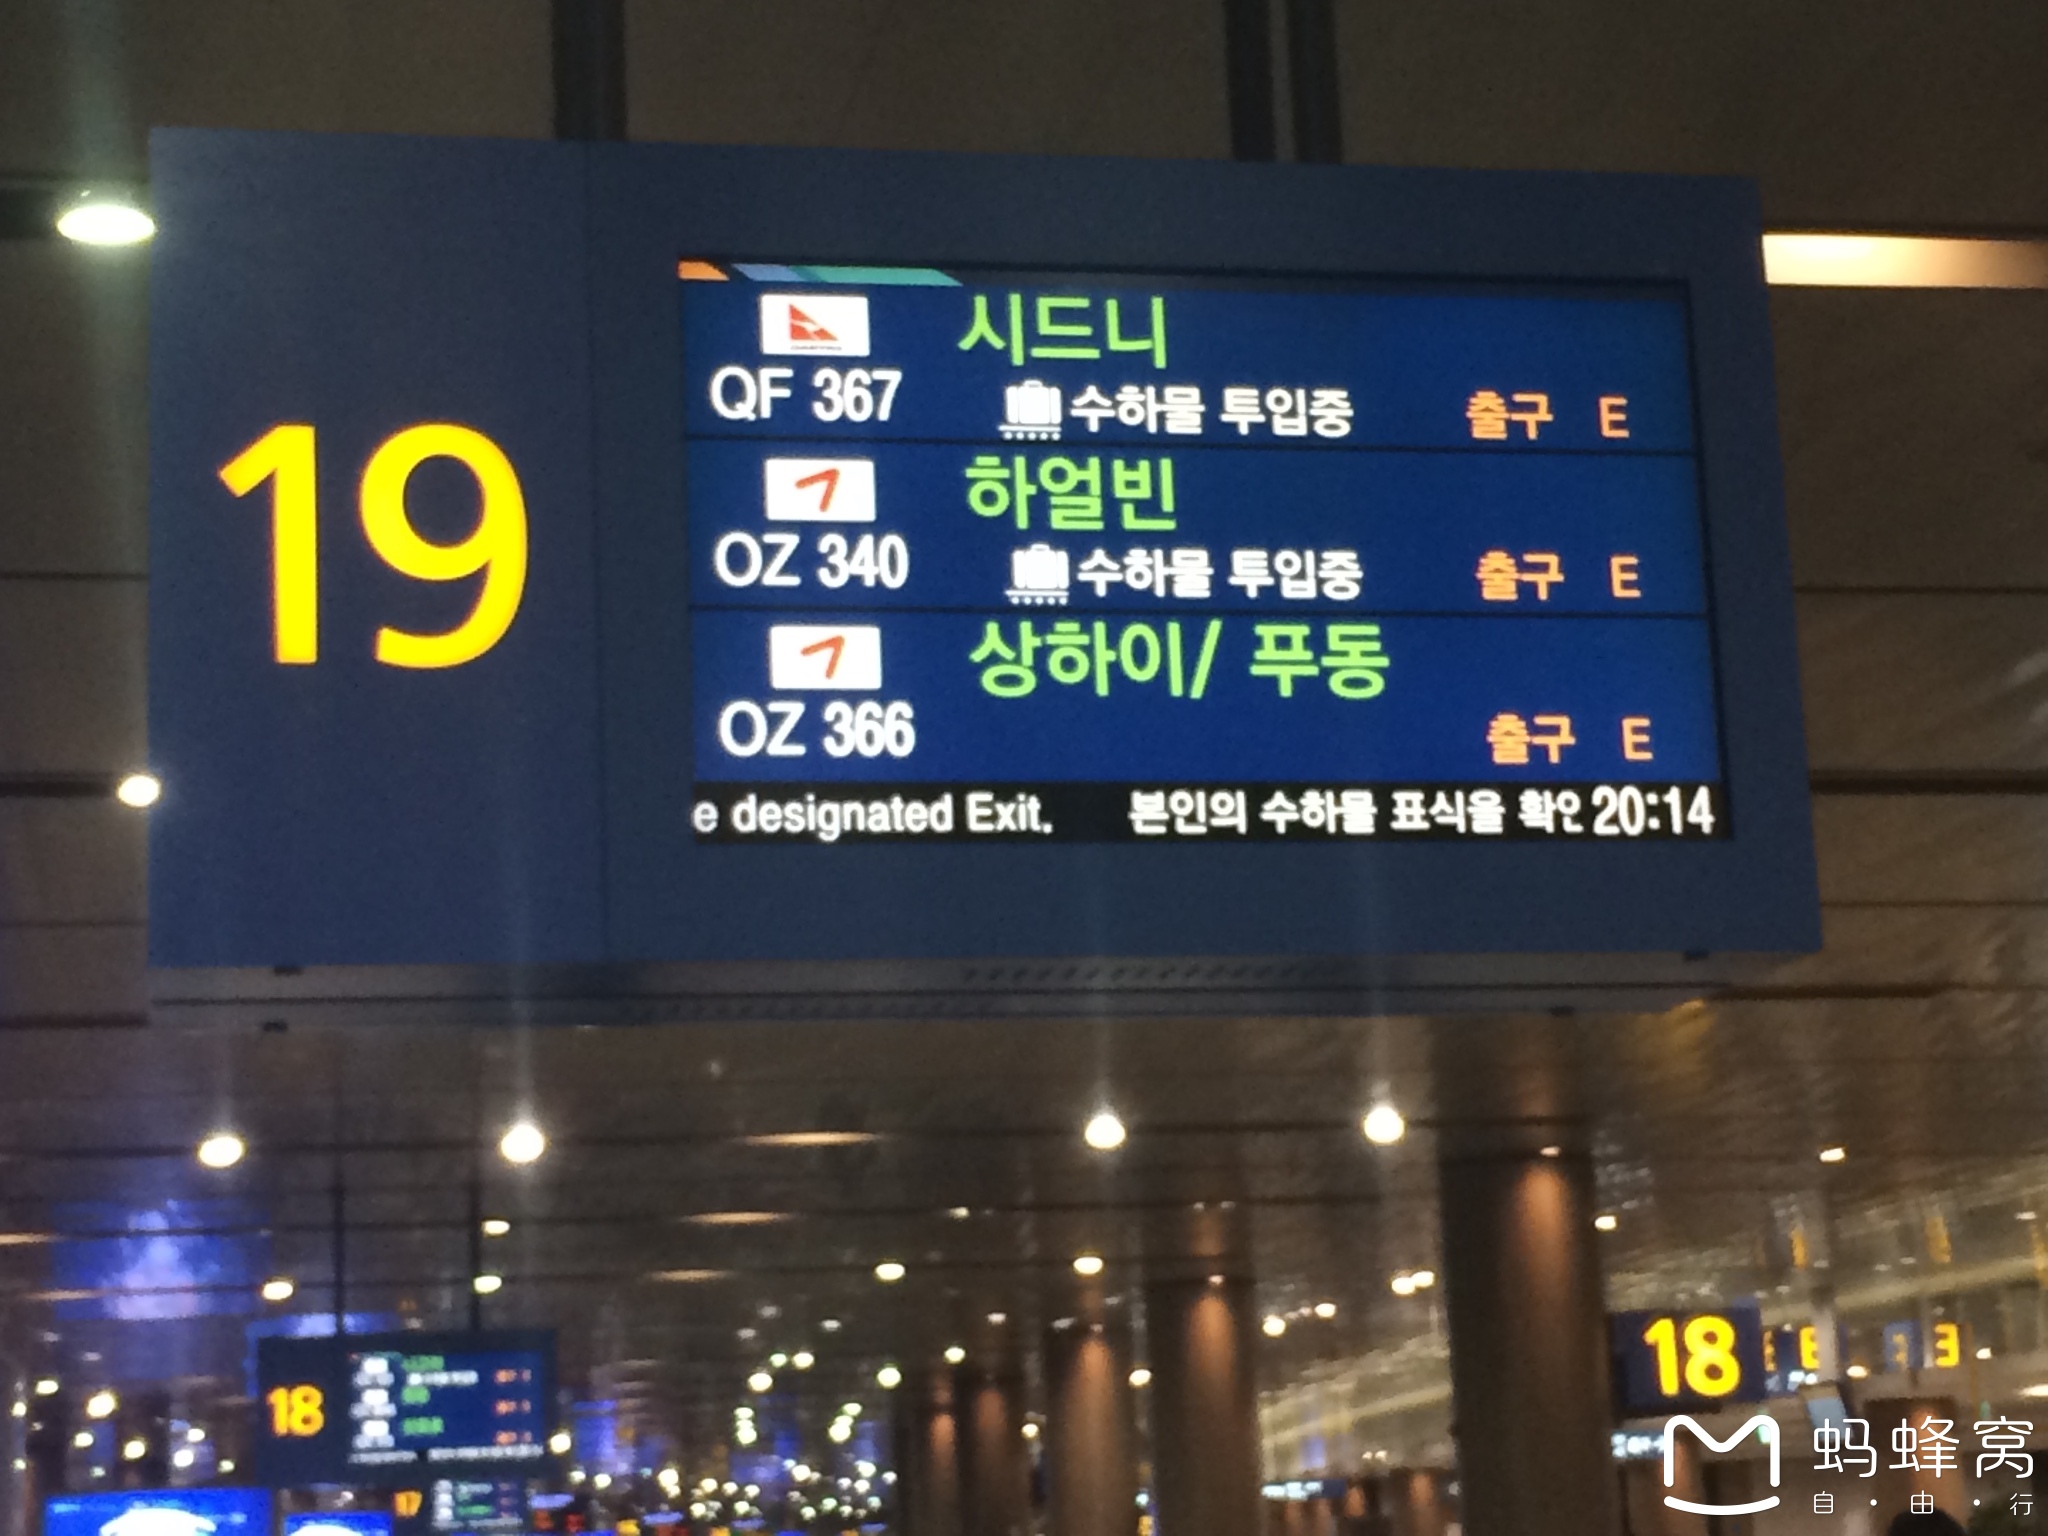 19
시드니
QF 367
수하물 투입중 출구 E
하얼빈
OZ 340
수하물 투입중 출구 E
상하이/ 푸동
OZ 366
출구 E
e designated Exit. 본인의 수하물 표식을 확인 20:14
18
18
17
蚂蜂窝
自·由·行